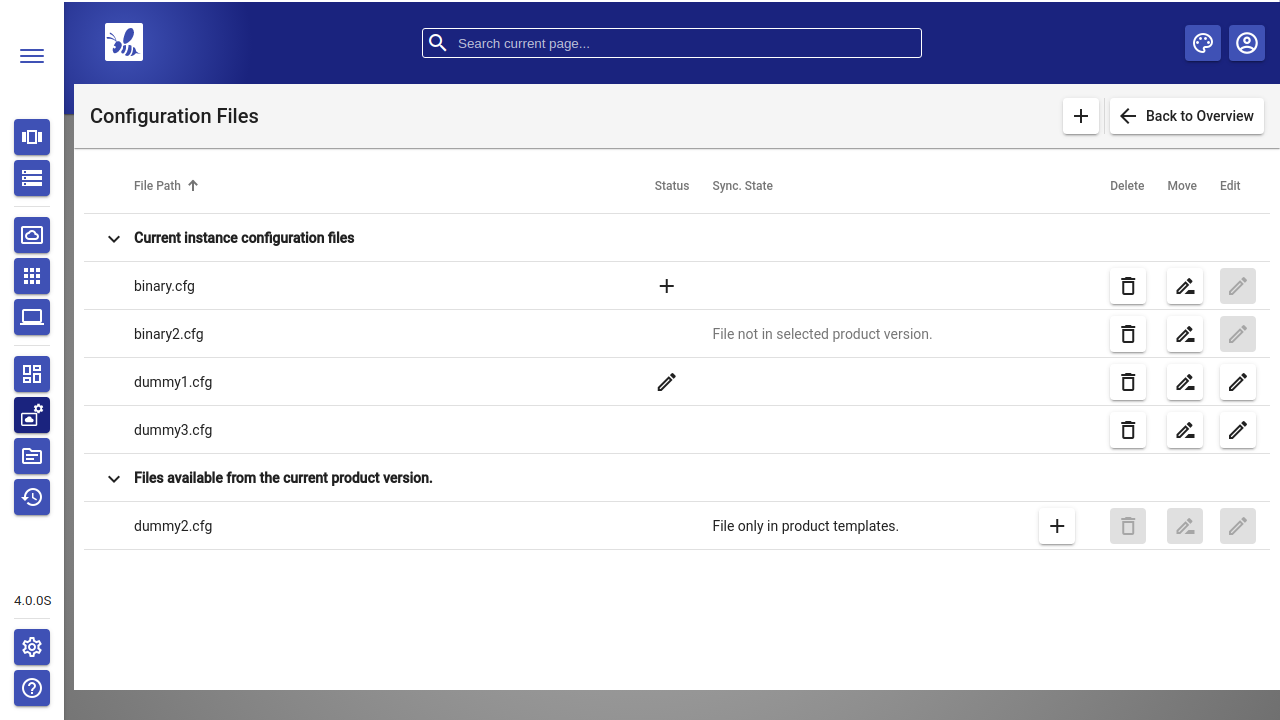 Search current page...
Configuration Files
Back to Overview
File Path Status Sync. State Delete Move Edit
Current instance configuration files
binary.cfg
binary2.cfg File not in selected product version.
dummy1.cfg
dummy3.cfg
Files available from the current product version.
dummy2.cfg File only in product templates.
4.0.0S